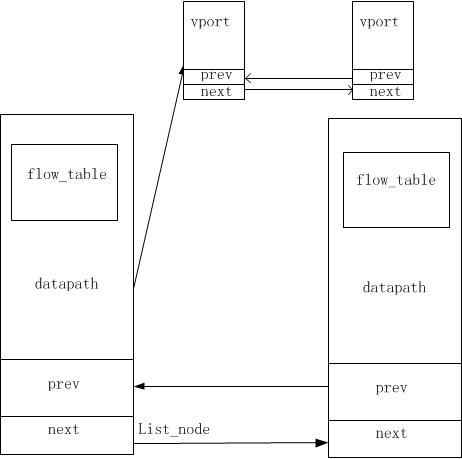 vport
prev
next
vport
prev
next
flow_table
datapath
prev
next
List_node
flow_table
datapath
prev
next